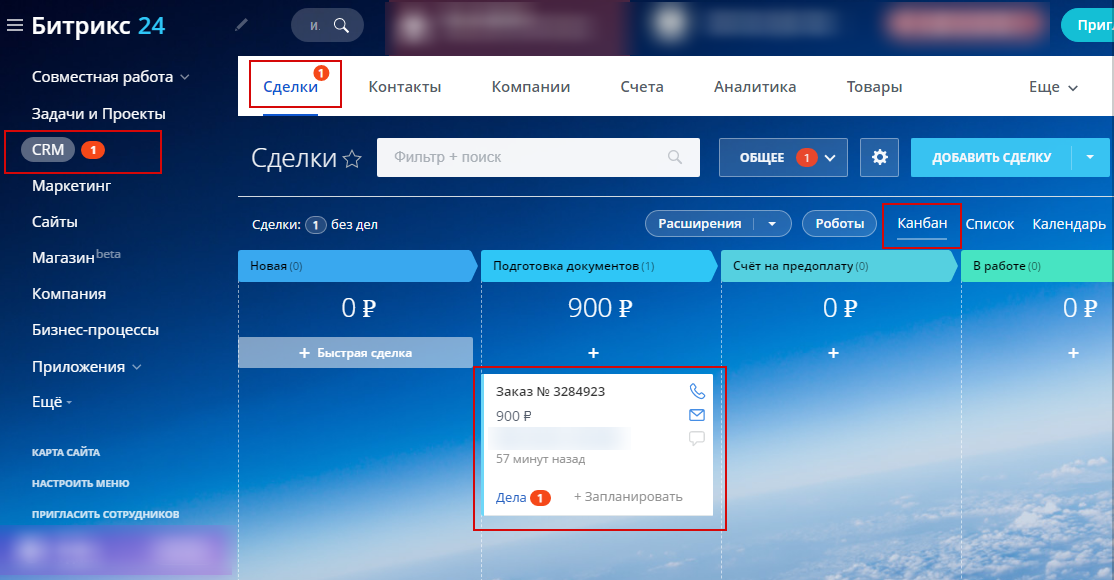 Битрикс 24
и.
Приг
Совместная работа
Задачи и Проекты
CRM 1
Маркетинг
Сайты
Магазин beta
Компания
Бизнес-процессы
Приложения
Ещё
КАРТА САЙТА
НАСТРОИТЬ МЕНЮ
ПРИГЛАСИТЬ СОТРУДНИКОВ
Сделки 1 Контакты Компании Счета Аналитика Товары Еще
Сделки Фильтр + поиск ОБЩЕЕ 1 ДОБАВИТЬ СДЕЛКУ
Сделки: 1 без дел Расширения Роботы Канбан Список Календарь
Новая (0) Подготовка документов (1) Счёт на предоплату (0) В работе (0)
0 ₽ 900 ₽ 0 ₽ 0 ₽
+ Быстрая сделка + + +
Заказ № 3284923
900 ₽
57 минут назад
Дела 1 + Запланировать